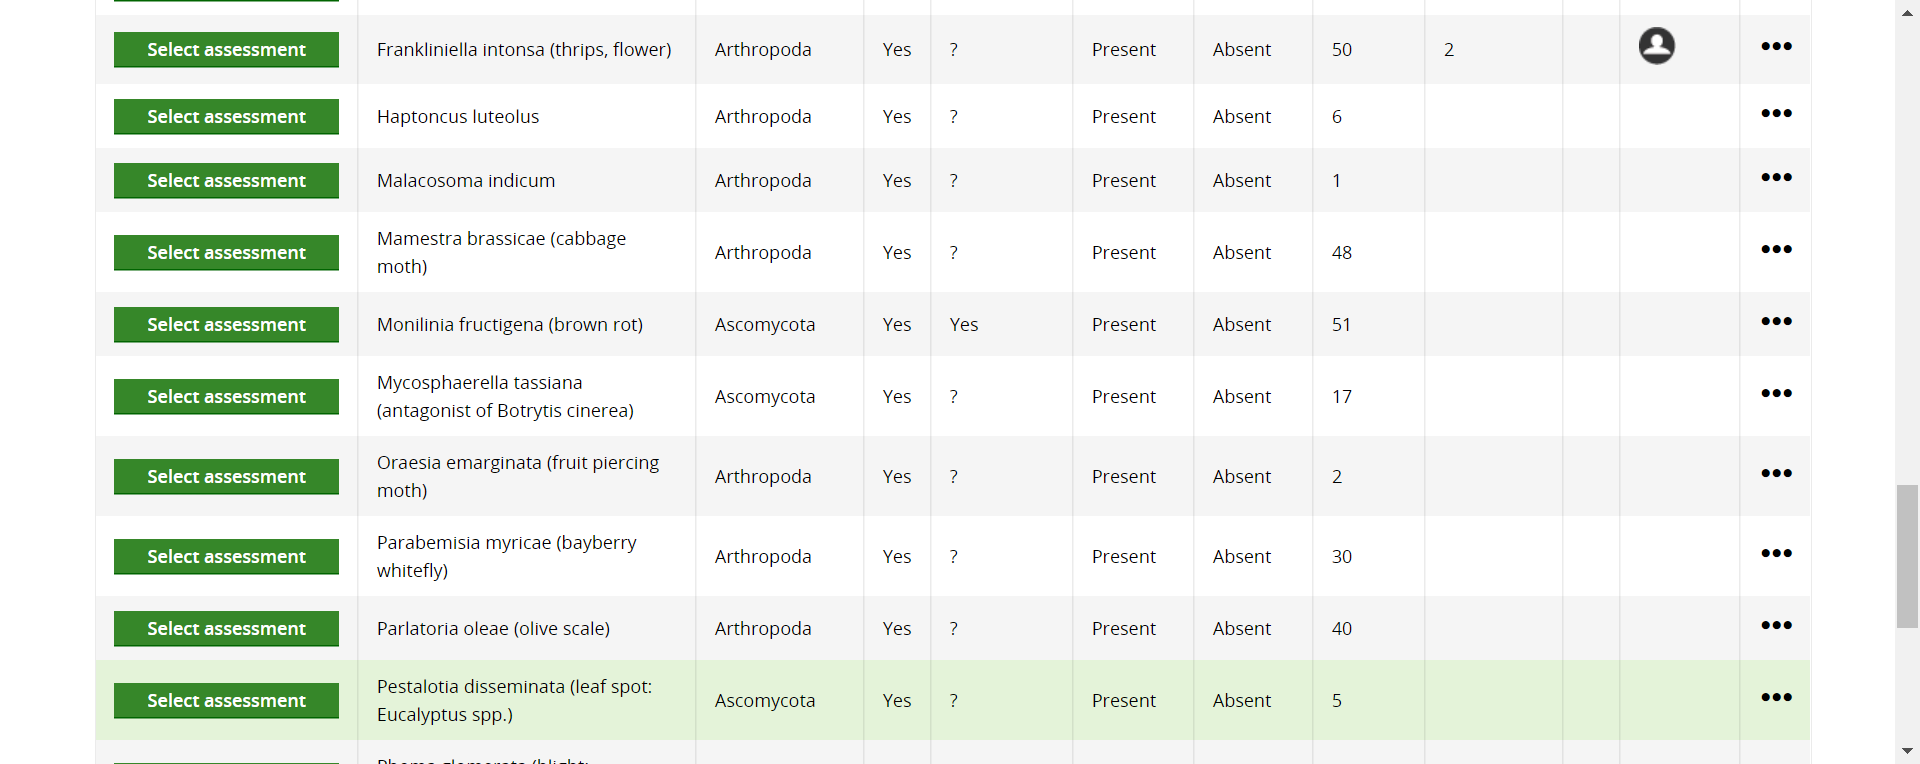 Select assessment Frankliniella intonsa (thrips, flower) Arthropoda Yes ? Present Absent 50 2 •••
Select assessment Haptoncus luteolus Arthropoda Yes ? Present Absent 6 •••
Select assessment Malacosoma indicum Arthropoda Yes ? Present Absent 1 •••
Select assessment Mamestra brassicae (cabbage
moth) Arthropoda Yes ? Present Absent 48 •••
Select assessment Monilinia fructigena (brown rot) Ascomycota Yes Yes Present Absent 51 •••
Select assessment Mycosphaerella tassiana
(antagonist of Botrytis cinerea) Ascomycota Yes ? Present Absent 17 •••
Select assessment Oraesia emarginata (fruit piercing
moth) Arthropoda Yes ? Present Absent 2 •••
Select assessment Parabemisia myricae (bayberry
whitefly) Arthropoda Yes ? Present Absent 30 •••
Select assessment Parlatoria oleae (olive scale) Arthropoda Yes ? Present Absent 40 •••
Select assessment Pestalotia disseminata (leaf spot:
Eucalyptus spp.) Ascomycota Yes ? Present Absent 5 •••